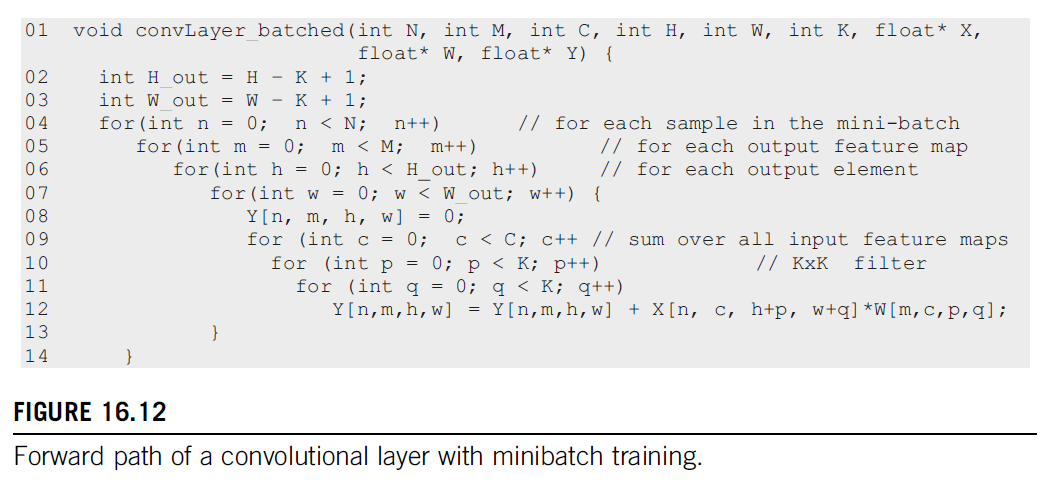 01 void convLayer_batched(int N, int M, int C, int H, int W, int K, float* X,
float* W, float* Y) {
02 int H_out = H - K + 1;
03 int W_out = W - K + 1;
04 for(int n = 0; n < N; n++) // for each sample in the mini-batch
05 for(int m = 0; m < M; m++) // for each output feature map
06 for(int h = 0; h < H_out; h++) // for each output element
07 for(int w = 0; w < W_out; w++) {
08 Y[n, m, h, w] = 0;
09 for (int c = 0; c < C; c++ // sum over all input feature maps
10 for (int p = 0; p < K; p++) // KxK filter
11 for (int q = 0; q < K; q++)
12 Y[n,m,h,w] = Y[n,m,h,w] + X[n, c, h+p, w+q]*W[m,c,p,q];
13 }
14 }
FIGURE 16.12
Forward path of a convolutional layer with minibatch training.